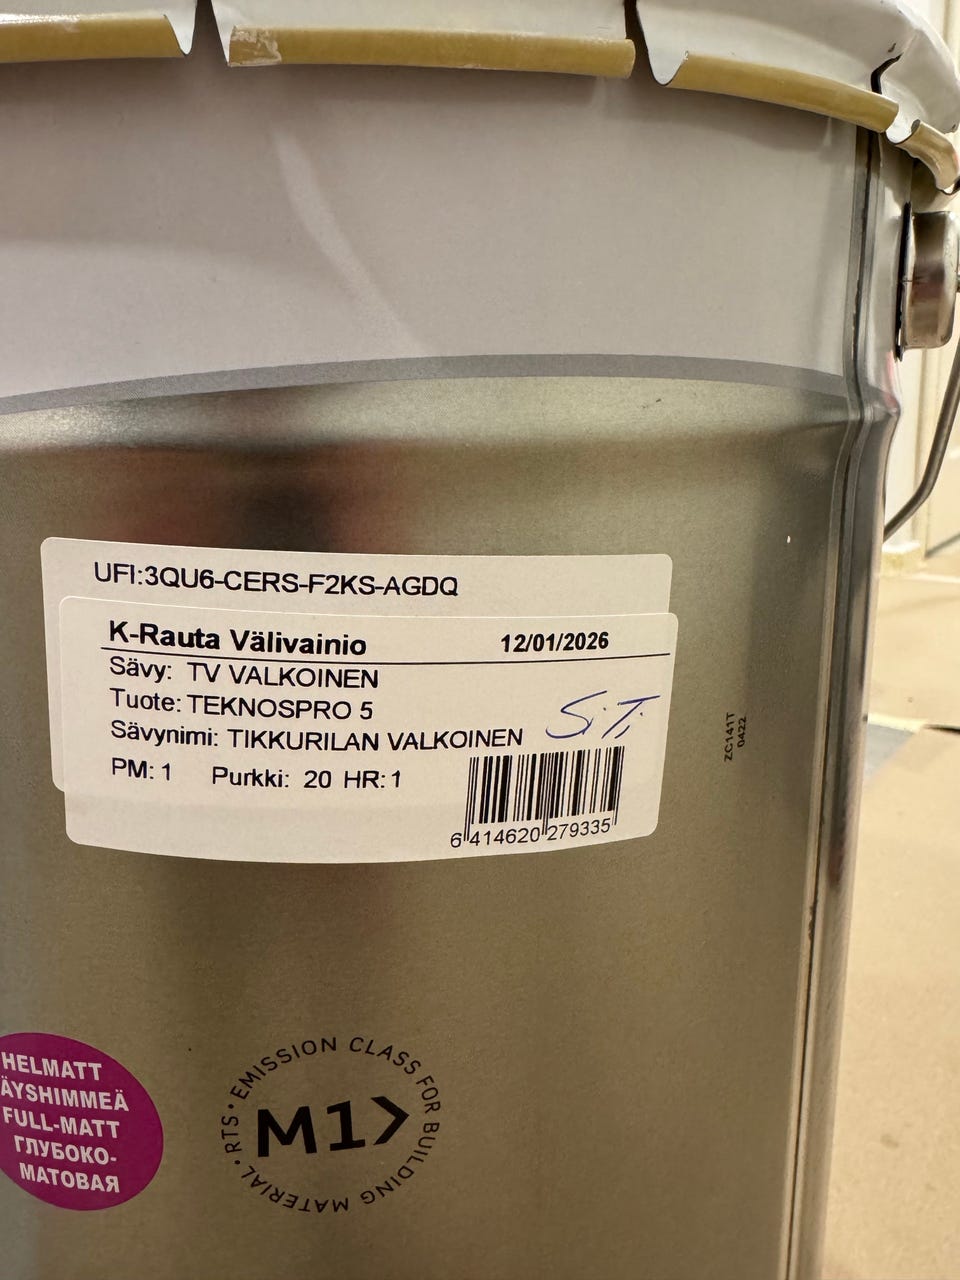 UFI:3QU6-CERS-F2KS-AGDQ
K-Rauta Välivainio 12/01/2026
Sävy: TV VALKOINEN
Tuote: TEKNOSPRO 5
Sävynimi: TIKKURILAN VALKOINEN
Si Ti
PM: 1 Purkki: 20 HR: 1
6 414620 279335
ZC141T
0422
HELMATT
ÄYSHIMMEÄ
FULL-MATT
ГЛУБОКО-
МАТОВАЯ
RTS • EMISSION CLASS FOR BUILDING MATERIAL •
M1